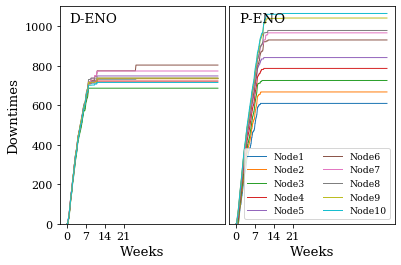 D-ENO
P-ENO
1000
800
600
400
200
0
Downtimes
0 7 14 21
0 7 14 21
Weeks
Weeks
Node1
Node2
Node3
Node4
Node5
Node6
Node7
Node8
Node9
Node10